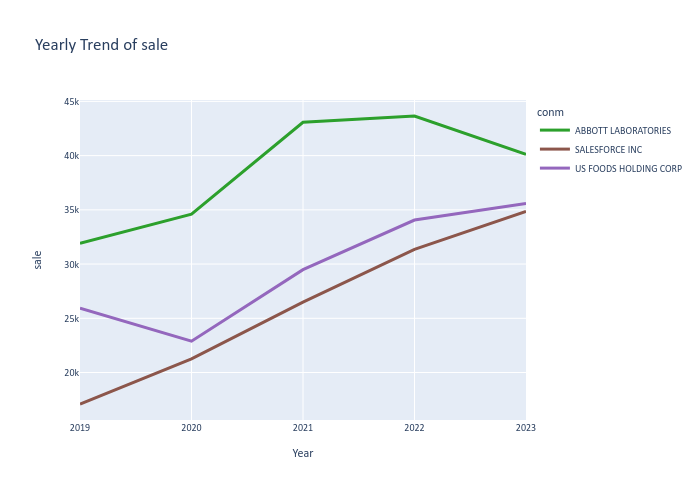 Yearly Trend of sale
conm
ABBOTT LABORATORIES
SALESFORCE INC
US FOODS HOLDING CORP
sale
45k
40k
35k
30k
25k
20k
2019
2020
2021
2022
2023
Year